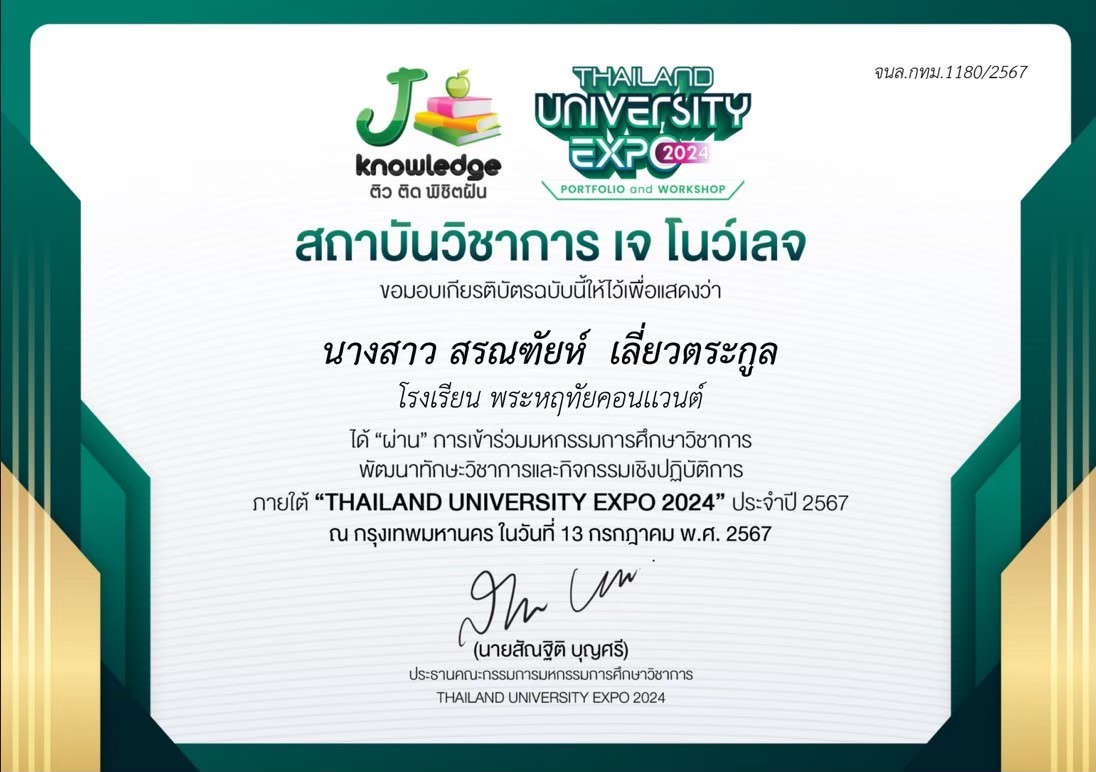 จนล.กทม.1180/2567
J
knowledge
ติว ติด พิชิตฝัน
THAILAND
UNIVERSITY
EXPO 2024
PORTFOLIO and WORKSHOP
สถาบันวิชาการ เจ โนว์เลจ
ขอมอบเกียรติบัตรฉบับนี้ให้ไว้เพื่อแสดงว่า
นางสาว สรณฑัยห์ เลี่ยวตระกูล
โรงเรียน พระหฤทัยคอนแวนต์
ได้ “ผ่าน” การเข้าร่วมมหกรรมการศึกษาวิชาการ
พัฒนาทักษะวิชาการและกิจกรรมเชิงปฏิบัติการ
ภายใต้ “THAILAND UNIVERSITY EXPO 2024” ประจำปี 2567
ณ กรุงเทพมหานคร ในวันที่ 13 กรกฎาคม พ.ศ. 2567
(นายสัณฐิติ บุญศรี)
ประธานคณะกรรมการมหกรรมการศึกษาวิชาการ
THAILAND UNIVERSITY EXPO 2024